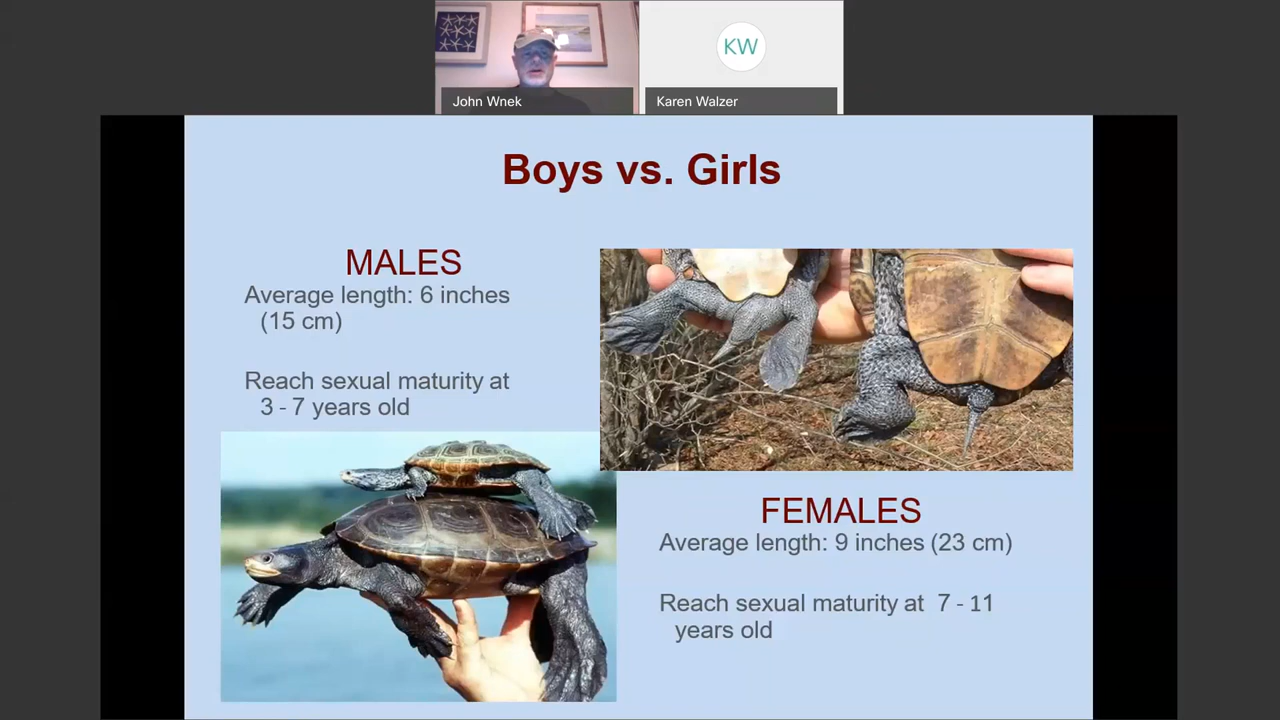 KW
John Wnek
Karen Walzer
Boys vs. Girls
MALES
Average length: 6 inches
(15 cm)
Reach sexual maturity at
3 - 7 years old
FEMALES
Average length: 9 inches (23 cm)
Reach sexual maturity at 7 - 11
years old